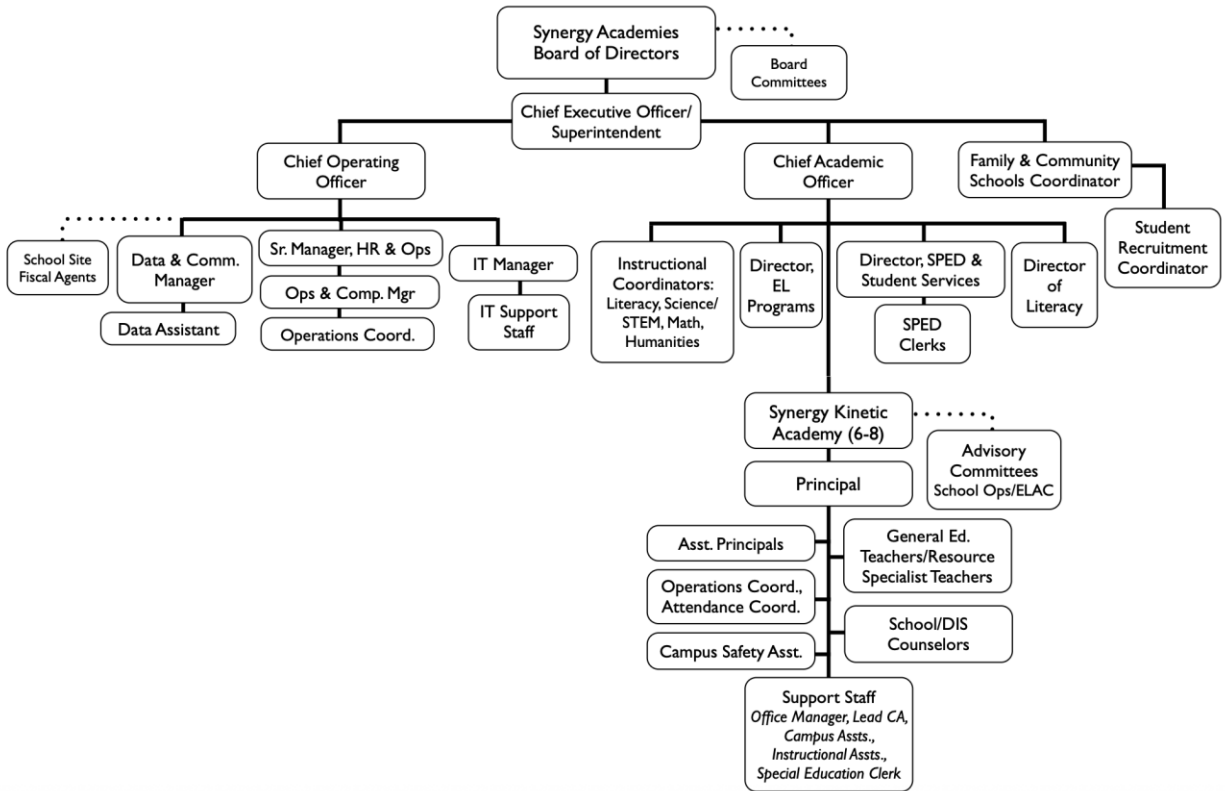 Synergy Academies
Board of Directors
Board
Committees
Chief Executive Officer/
Superintendent
Chief Operating
Officer
Chief Academic
Officer
Family & Community
Schools Coordinator
Student
Recruitment
Coordinator
School Site
Fiscal Agents
Data & Comm.
Manager
Data Assistant
Sr. Manager, HR & Ops
Ops & Comp. Mgr
Operations Coord.
IT Manager
IT Support
Staff
Instructional
Coordinators:
Literacy, Science/
STEM, Math,
Humanities
Director,
EL
Programs
Director, SPED &
Student Services
SPED
Clerks
Director
of
Literacy
Synergy Kinetic
Academy (6-8)
Advisory
Committees
School Ops/ELAC
Principal
Asst. Principals
General Ed.
Teachers/Resource
Specialist Teachers
Operations Coord.,
Attendance Coord.
School/DIS
Counselors
Campus Safety Asst.
Support Staff
Office Manager, Lead CA,
Campus Assts.,
Instructional Assts.,
Special Education Clerk